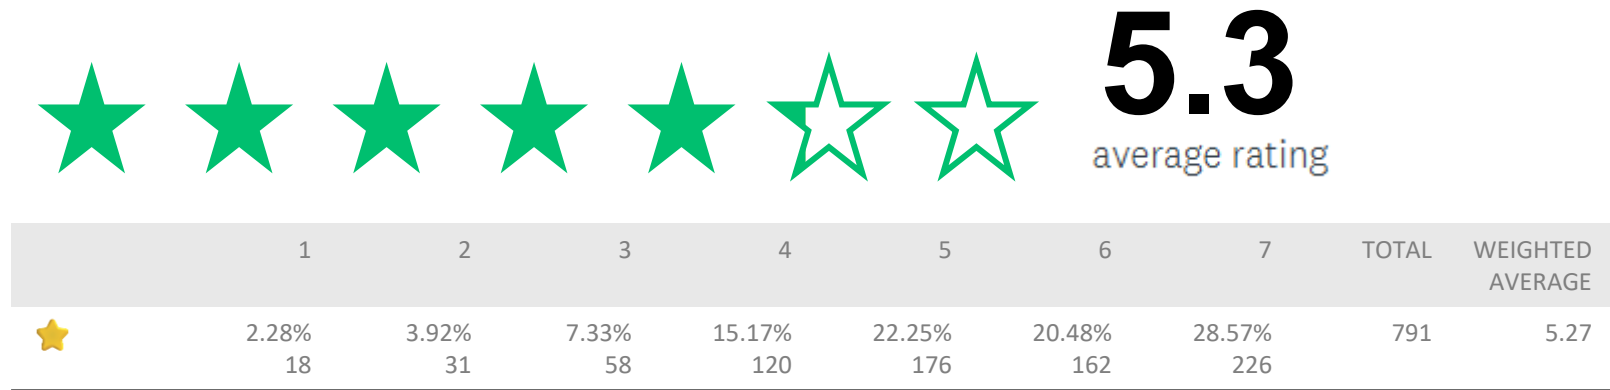 5.3
average rating
1 2 3 4 5 6 7 TOTAL WEIGHTED
AVERAGE
2.28% 3.92% 7.33% 15.17% 22.25% 20.48% 28.57% 791 5.27
18 31 58 120 176 162 226